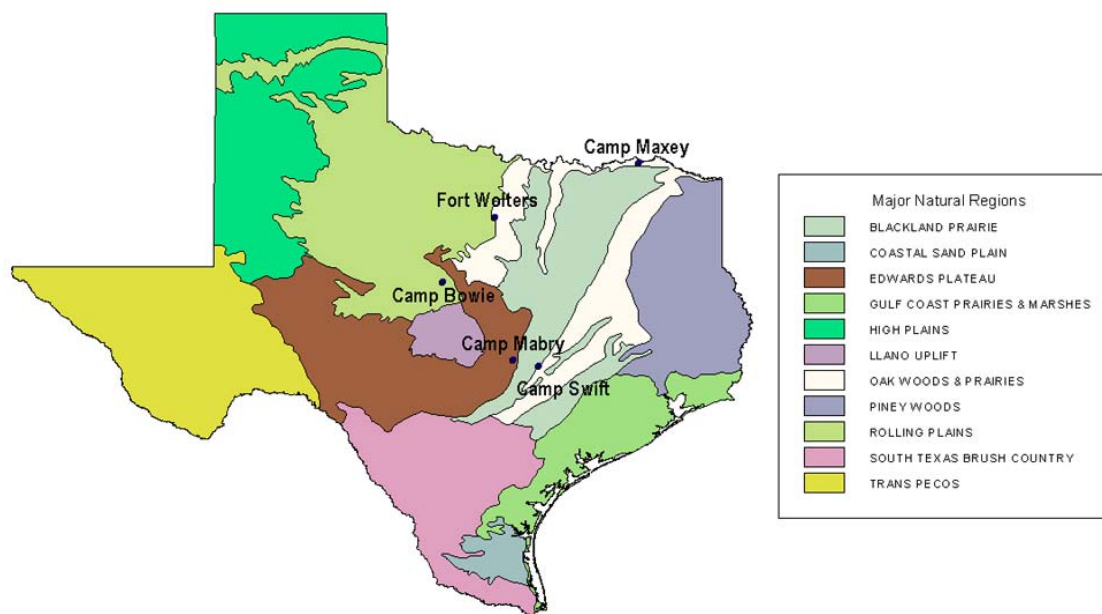 Camp Maxey
Fort Wolters
Camp Bowie
Camp Mabry
Camp Swift
Major Natural Regions
BLACKLAND PRAIRIE
COASTAL SAND PLAIN
EDWARDS PLATEAU
GULF COAST PRAIRIES & MARSHES
HIGH PLAINS
LLANO UPLIFT
OAK WOODS & PRAIRIES
PINEY WOODS
ROLLING PLAINS
SOUTH TEXAS BRUSH COUNTRY
TRANS PECOS